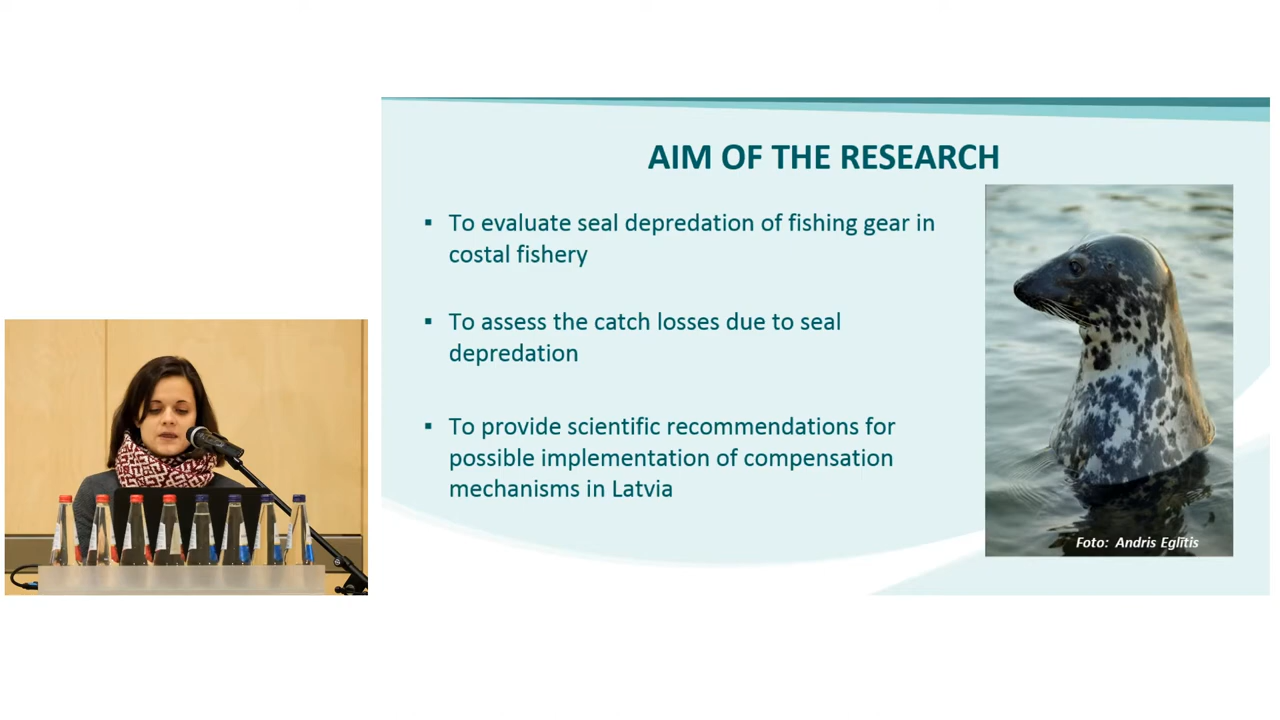 AIM OF THE RESEARCH
▪ To evaluate seal depredation of fishing gear in
costal fishery
▪ To assess the catch losses due to seal
depredation
▪ To provide scientific recommendations for
possible implementation of compensation
mechanisms in Latvia
Foto: Andris Eglītis